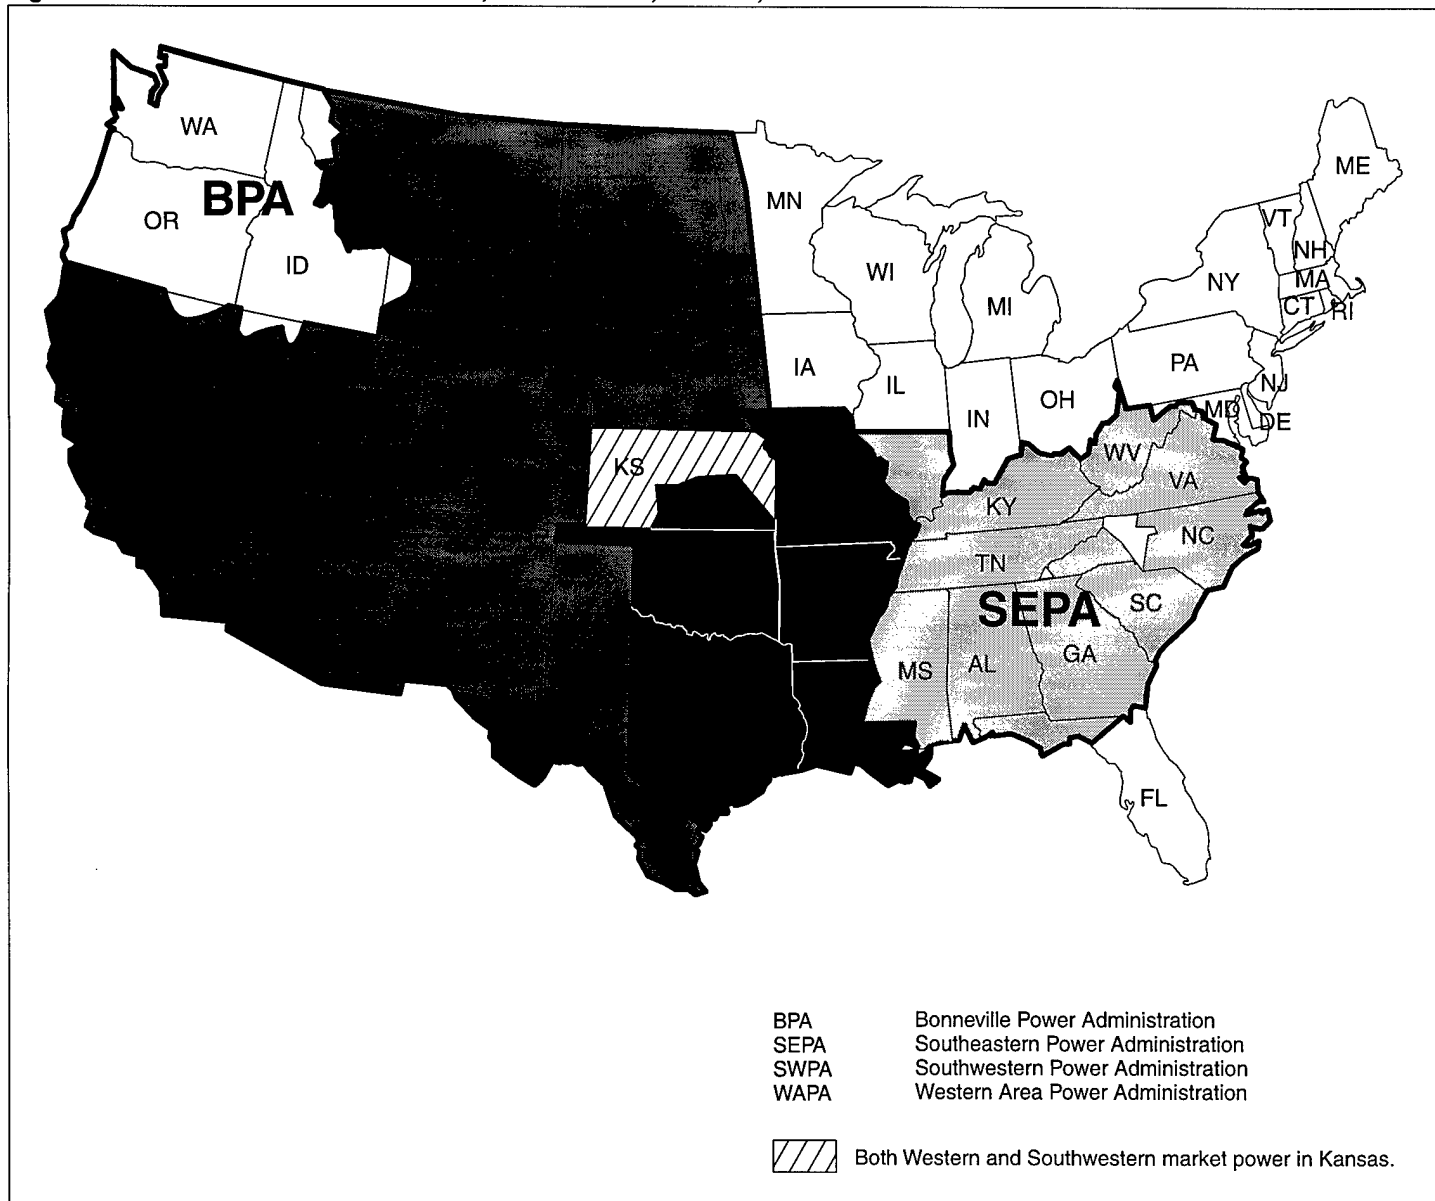 WA
BPA
OR
ID
MN
WI
MI
IA
IL
IN
OH
NY
VT
NH
ME
MA
CT
RI
PA
NJ
MD
DE
KS
WV
VA
KY
NC
TN
SEPA
SC
MS
AL
GA
FL
BPA Bonneville Power Administration
SEPA Southeastern Power Administration
SWPA Southwestern Power Administration
WAPA Western Area Power Administration
Both Western and Southwestern market power in Kansas.